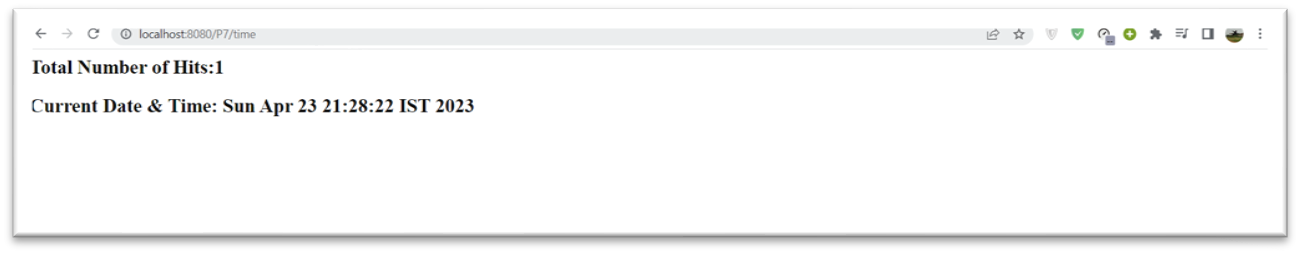 localhost:8080/P7/time
Total Number of Hits:1
Current Date & Time: Sun Apr 23 21:28:22 IST 2023